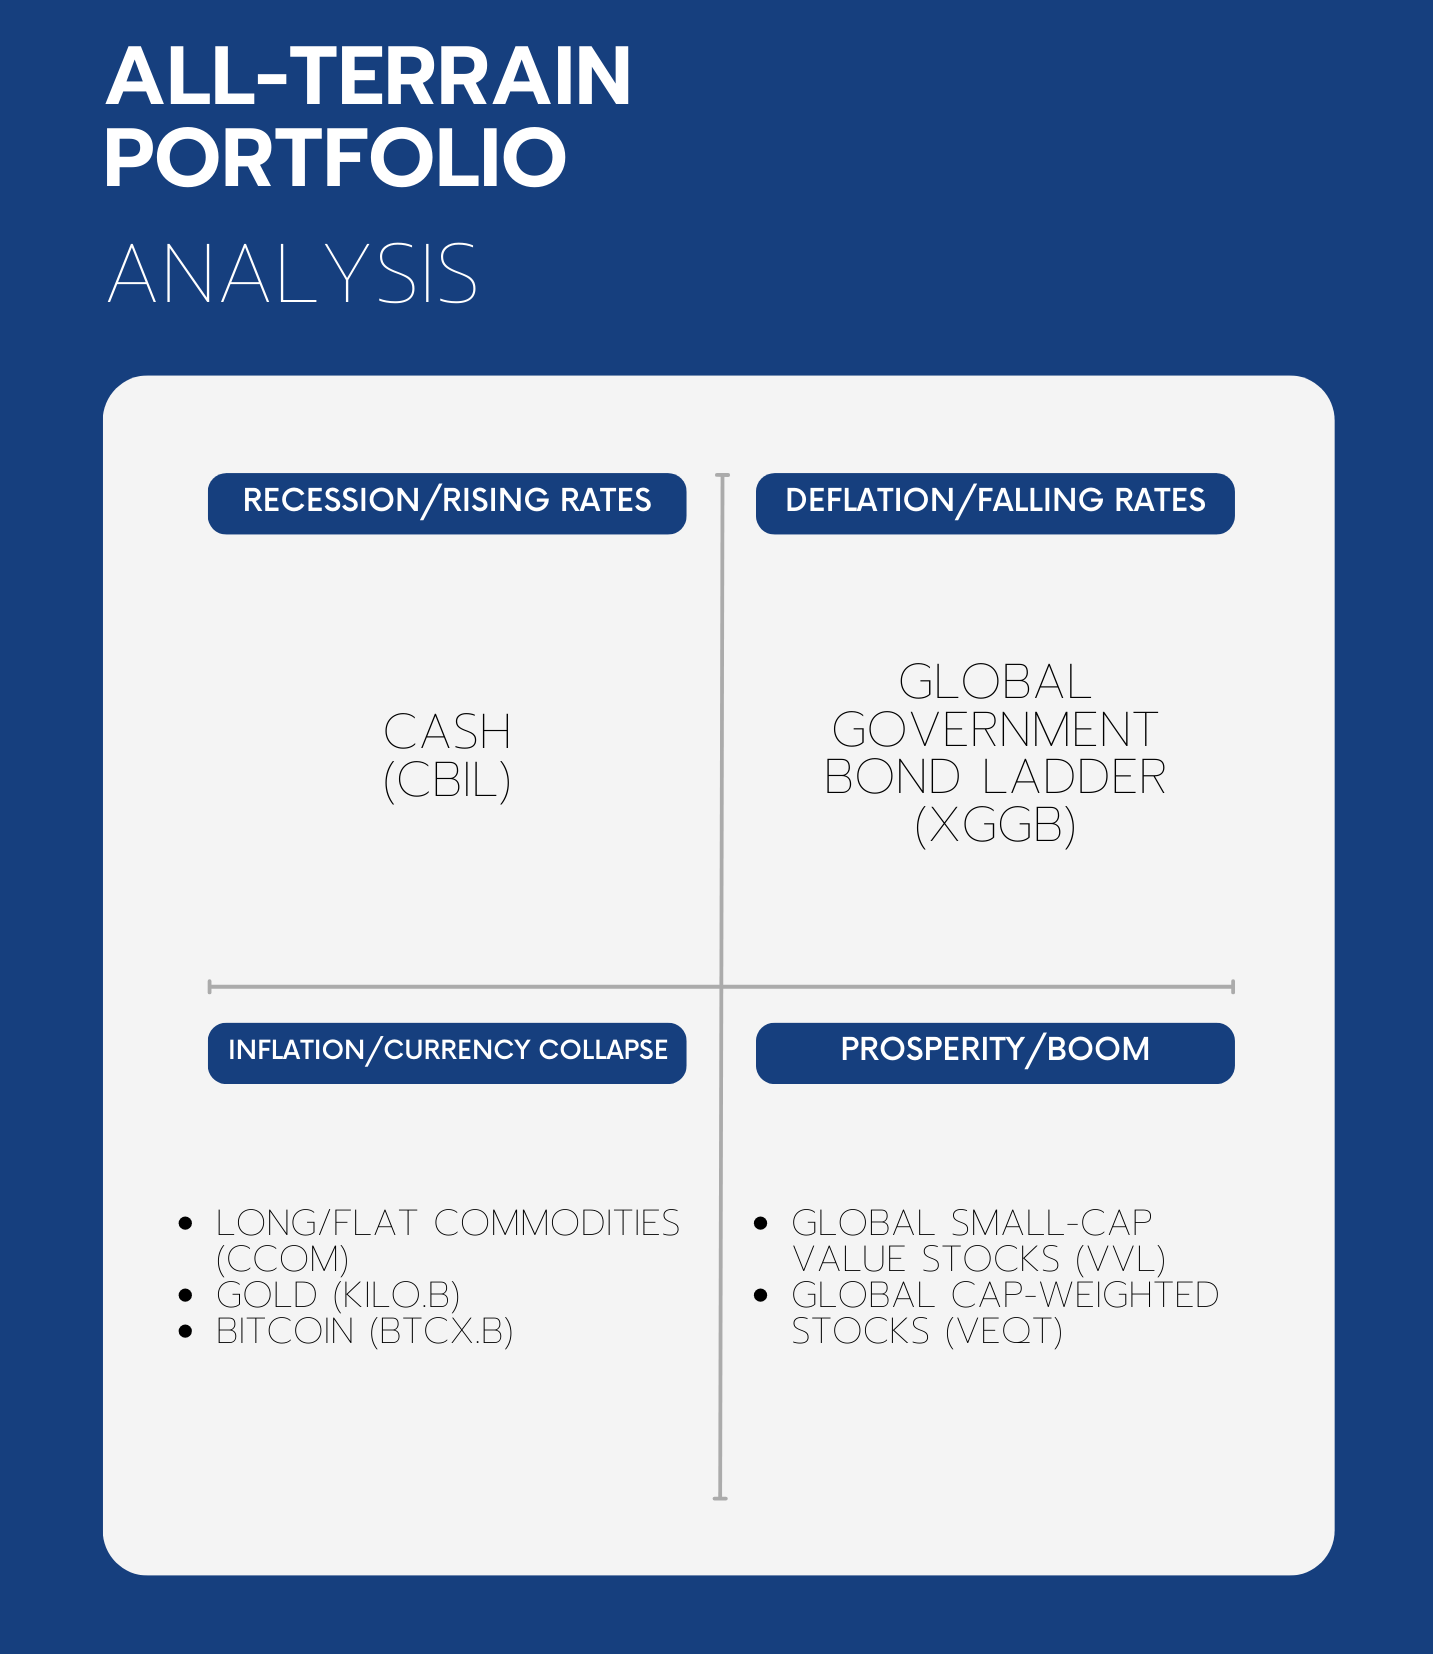 ALL-TERRAIN
PORTFOLIO
ANALYSIS
RECESSION/RISING RATES
CASH
(CBIL)
DEFLATION/FALLING RATES
GLOBAL
GOVERNMENT
BOND LADDER
(XGGB)
INFLATION/CURRENCY COLLAPSE
• LONG/FLAT COMMODITIES
(CCOM)
• GOLD (KILO.B)
• BITCOIN (BTCX.B)
PROSPERITY/BOOM
• GLOBAL SMALL-CAP
VALUE STOCKS (VVL)
• GLOBAL CAP-WEIGHTED
STOCKS (VEQT)